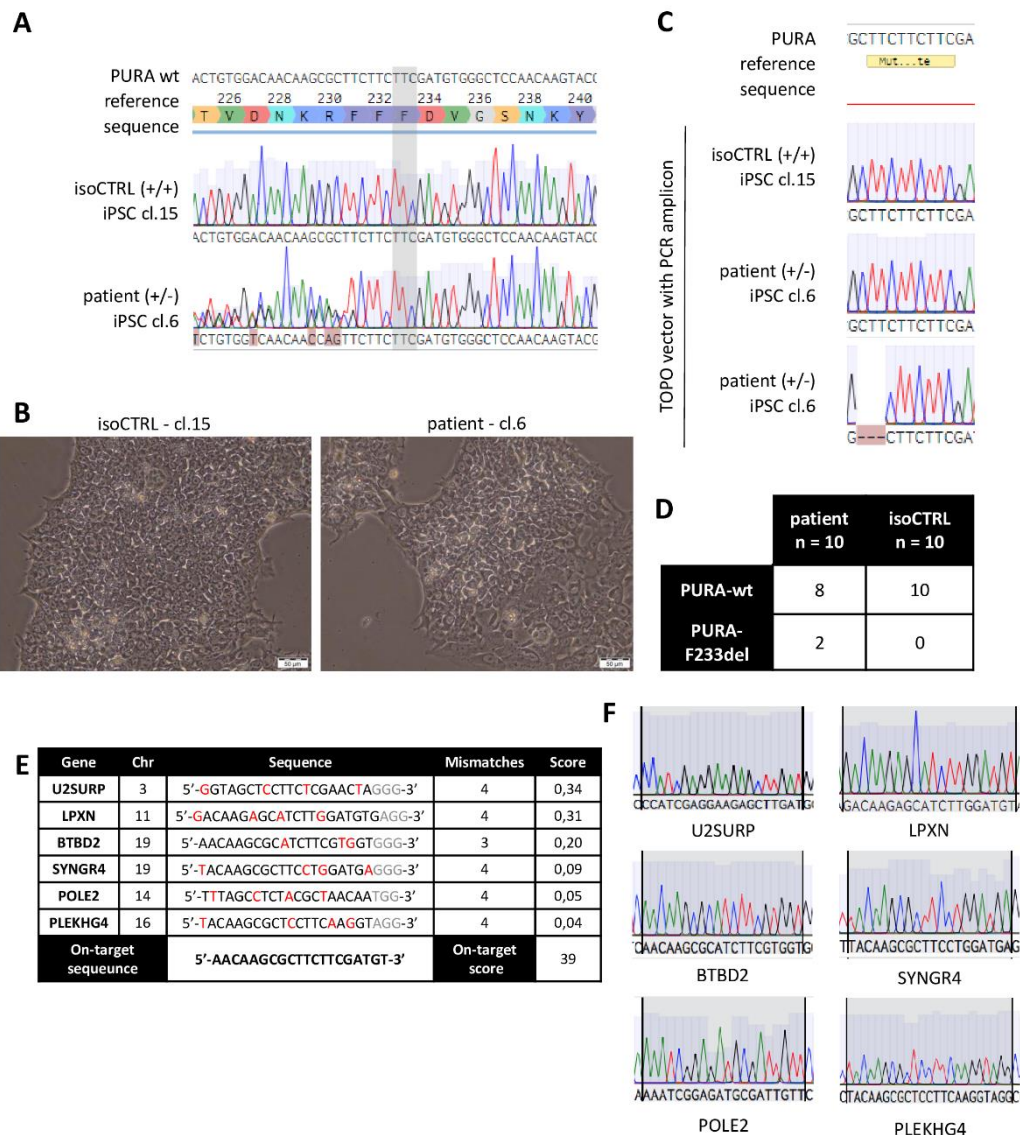 A
PURA wt
reference
sequence
ACTGTGGACAACAAGCGCTTCTTCTTCGATGTGGGCTCCAACAAGTACC
226 228 230 232 234 236 238 240
T V D N K R F F F D V G S N K Y
isoCTRL (+/+)
iPSC cl.15
ACTGTGGACAACAAGCGCTTCTTCTTCGATGTGGGCTCCAACAAGTACC
patient (+/-)
iPSC cl.6
TCTGTGGTCAACAACCAGTTCTTCTTCGATGTGGGCTCCAACAAGTACG
B
isoCTRL - cl.15
patient - cl.6
50 µm
50 µm
C
PURA
reference
sequence
GCTTCTTCTTCGA
Mut...te
TOPO vector with PCR amplicon
isoCTRL (+/+)
iPSC cl.15
GCTTCTTCTTCGA
patient (+/-)
iPSC cl.6
GCTTCTTCTTCGA
patient (+/-)
iPSC cl.6
G---CTTCTTCGA
D
patient n = 10 isoCTRL n = 10
PURA-wt 8 10
PURA-F233del 2 0
E
Gene Chr Sequence Mismatches Score
U2SURP 3 5’-GGTAGCTCCTTCTCGAACTAGGG-3’ 4 0,34
LPXN 11 5’-GACAAGAGCATCTTGGATGTGAGG-3’ 4 0,31
BTBD2 19 5’-AACAAGCGCATCTTCGTGGTGGG-3’ 3 0,20
SYNGR4 19 5’-TACAAGCGCTTCCTGGATGAGGG-3’ 4 0,09
POLE2 14 5’-TTTAGCCTCTACGCTAACAATGG-3’ 4 0,05
PLEKHG4 16 5’-TACAAGCGCTCCTTCAAGGTAGG-3’ 4 0,04
On-target sequeunce 5’-AACAAGCGCTTCTTCGATGT-3’ On-target score 39
F
GCCATCGAGGAAGAGCTTGATGG
U2SURP
AGACAAGAGCATCTTGGATGTA
LPXN
CAACAAGCGCATCTTCGTGGTGG
BTBD2
TTACAAGCGCTTCCTGGATGAG
SYNGR4
AAAATCGGAGATGCGATTGTTC
POLE2
CTACAAGCGCTCCTTCAAGGTAGGC
PLEKHG4